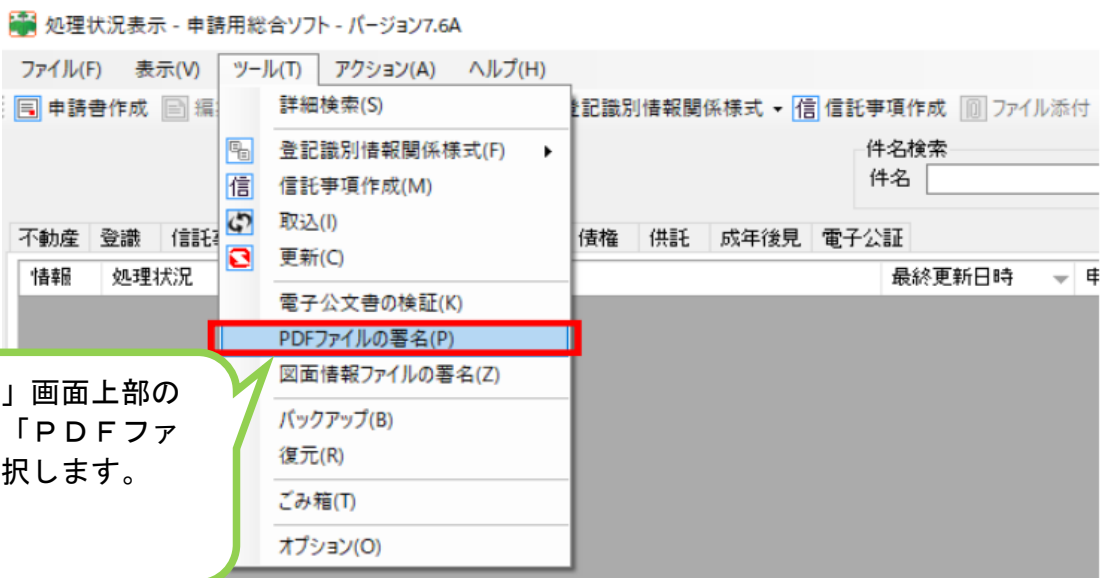 処理状況表示 - 申請用総合ソフト - バージョン7.6A
ファイル(F) 表示(V) ツール(T) アクション(A) ヘルプ(H)
申請書作成 編 登記識別情報関係様式 信 信託事項作成 ファイル添付
詳細検索(S)
登記識別情報関係様式(F)
信 信託事項作成(M)
取込(I)
更新(C)
電子公文書の検証(K)
PDFファイルの署名(P)
図面情報ファイルの署名(Z)
バックアップ(B)
復元(R)
ごみ箱(T)
オプション(O)
件名検索
件名
不動産 登識 信託 債権 供託 成年後見 電子公証
情報 処理状況 最終更新日時 申
」画面上部の
「ＰＤＦファ
択します。